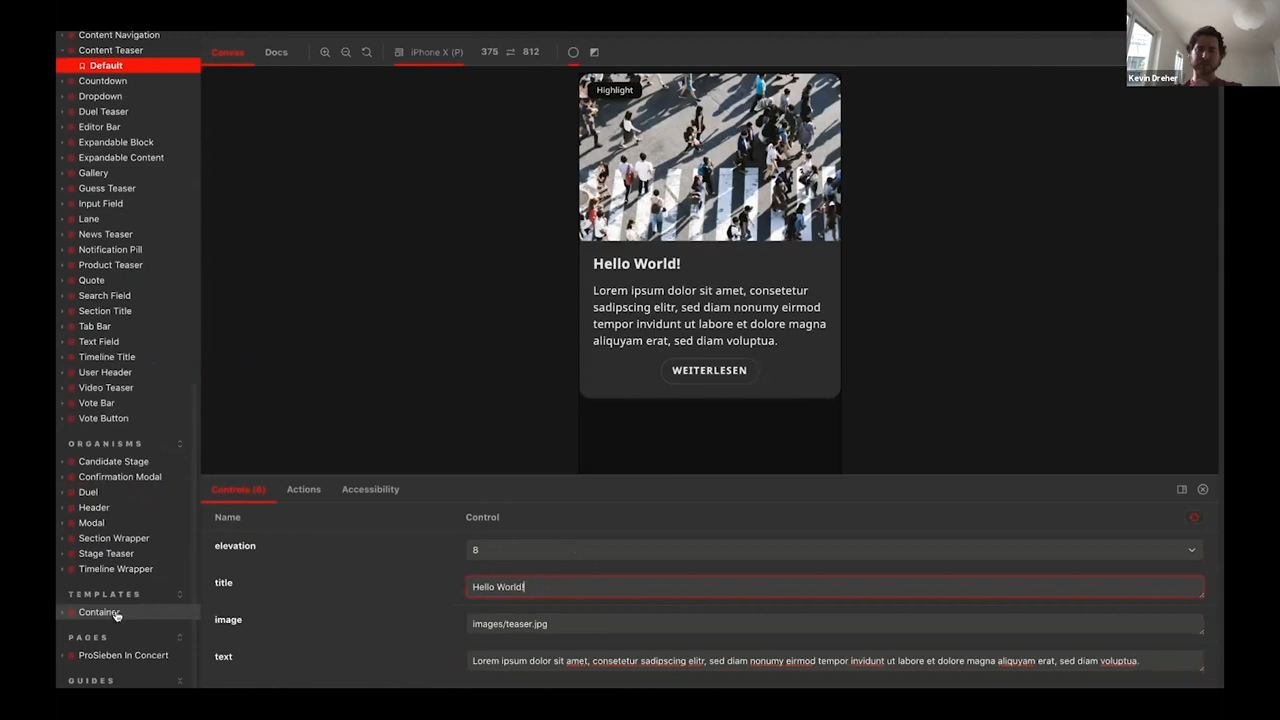 Content Navigation
Content Teaser
Default
Countdown
Dropdown
Duel Teaser
Editor Bar
Expandable Block
Expandable Content
Gallery
Guess Teaser
Input Field
Lane
News Teaser
Notification Pill
Product Teaser
Quote
Search Field
Section Title
Tab Bar
Text Field
Timeline Title
User Header
Video Teaser
Vote Bar
Vote Button
ORGANISMS
Candidate Stage
Confirmation Modal
Duel
Header
Modal
Section Wrapper
Stage Teaser
Timeline Wrapper
TEMPLATES
Container
PAGES
ProSieben In Concert
GUIDES
Canvas Docs iPhone X (P) 375 812
Highlight
Hello World!
Lorem ipsum dolor sit amet, consetetur
sadipscing elitr, sed diam nonumy eirmod
tempor invidunt ut labore et dolore magna
aliquyam erat, sed diam voluptua.
WEITERLESEN
Controls (8) Actions Accessibility
Name Control
elevation 8
title Hello World!
image images/teaser.jpg
text Lorem ipsum dolor sit amet, consetetur sadipscing elitr, sed diam nonumy eirmod tempor invidunt ut labore et dolore magna aliquyam erat, sed diam voluptua.
Kevin Dreher